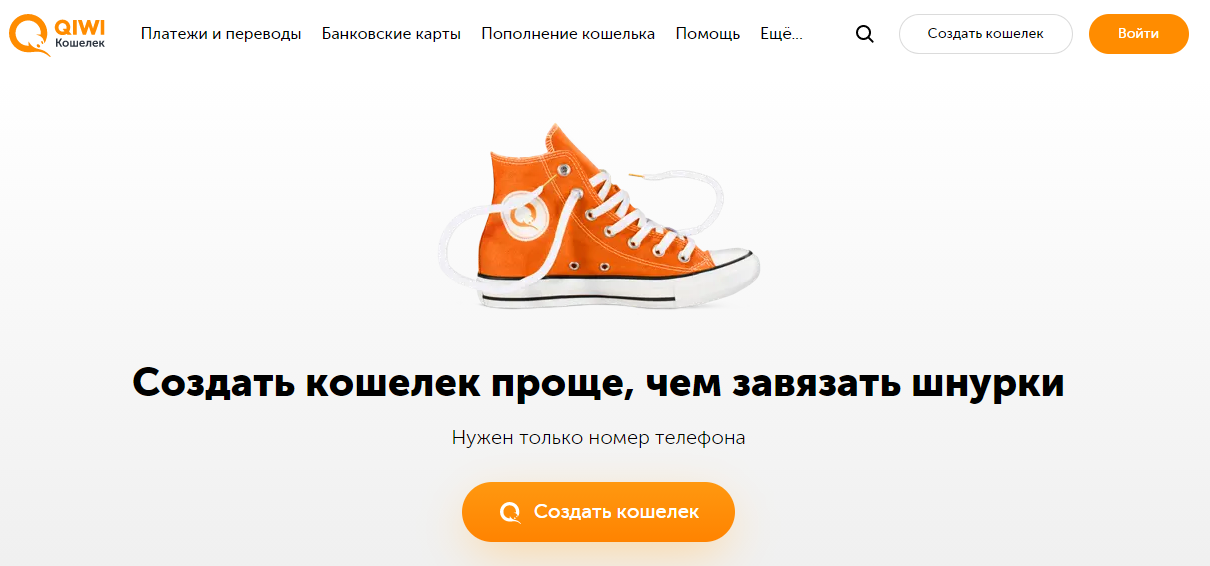 QIWI
Кошелек
Платежи и переводы Банковские карты Пополнение кошелька Помощь Ещё... Создать кошелек Войти
Создать кошелек проще, чем завязать шнурки
Нужен только номер телефона
Создать кошелек